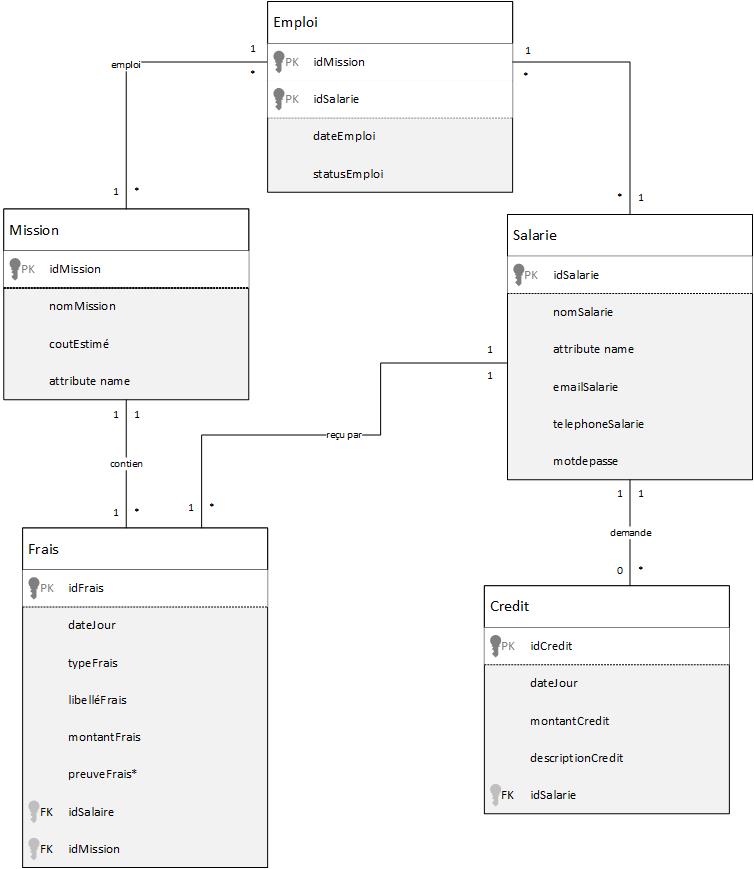 Emploi
PK idMission
PK idSalarie
dateEmploi
statusEmploi
1
*
emploi
1 *
1
*
* 1
Mission
PK idMission
nomMission
coutEstimé
attribute name
Salarie
PK idSalarie
nomSalarie
attribute name
emailSalarie
telephoneSalarie
motdepasse
1
1
reçu par
1 *
1 1
contien
1 *
1 1
demande
0 *
Frais
PK idFrais
dateJour
typeFrais
libelléFrais
montantFrais
preuveFrais*
FK idSalaire
FK idMission
Credit
PK idCredit
dateJour
montantCredit
descriptionCredit
FK idSalarie